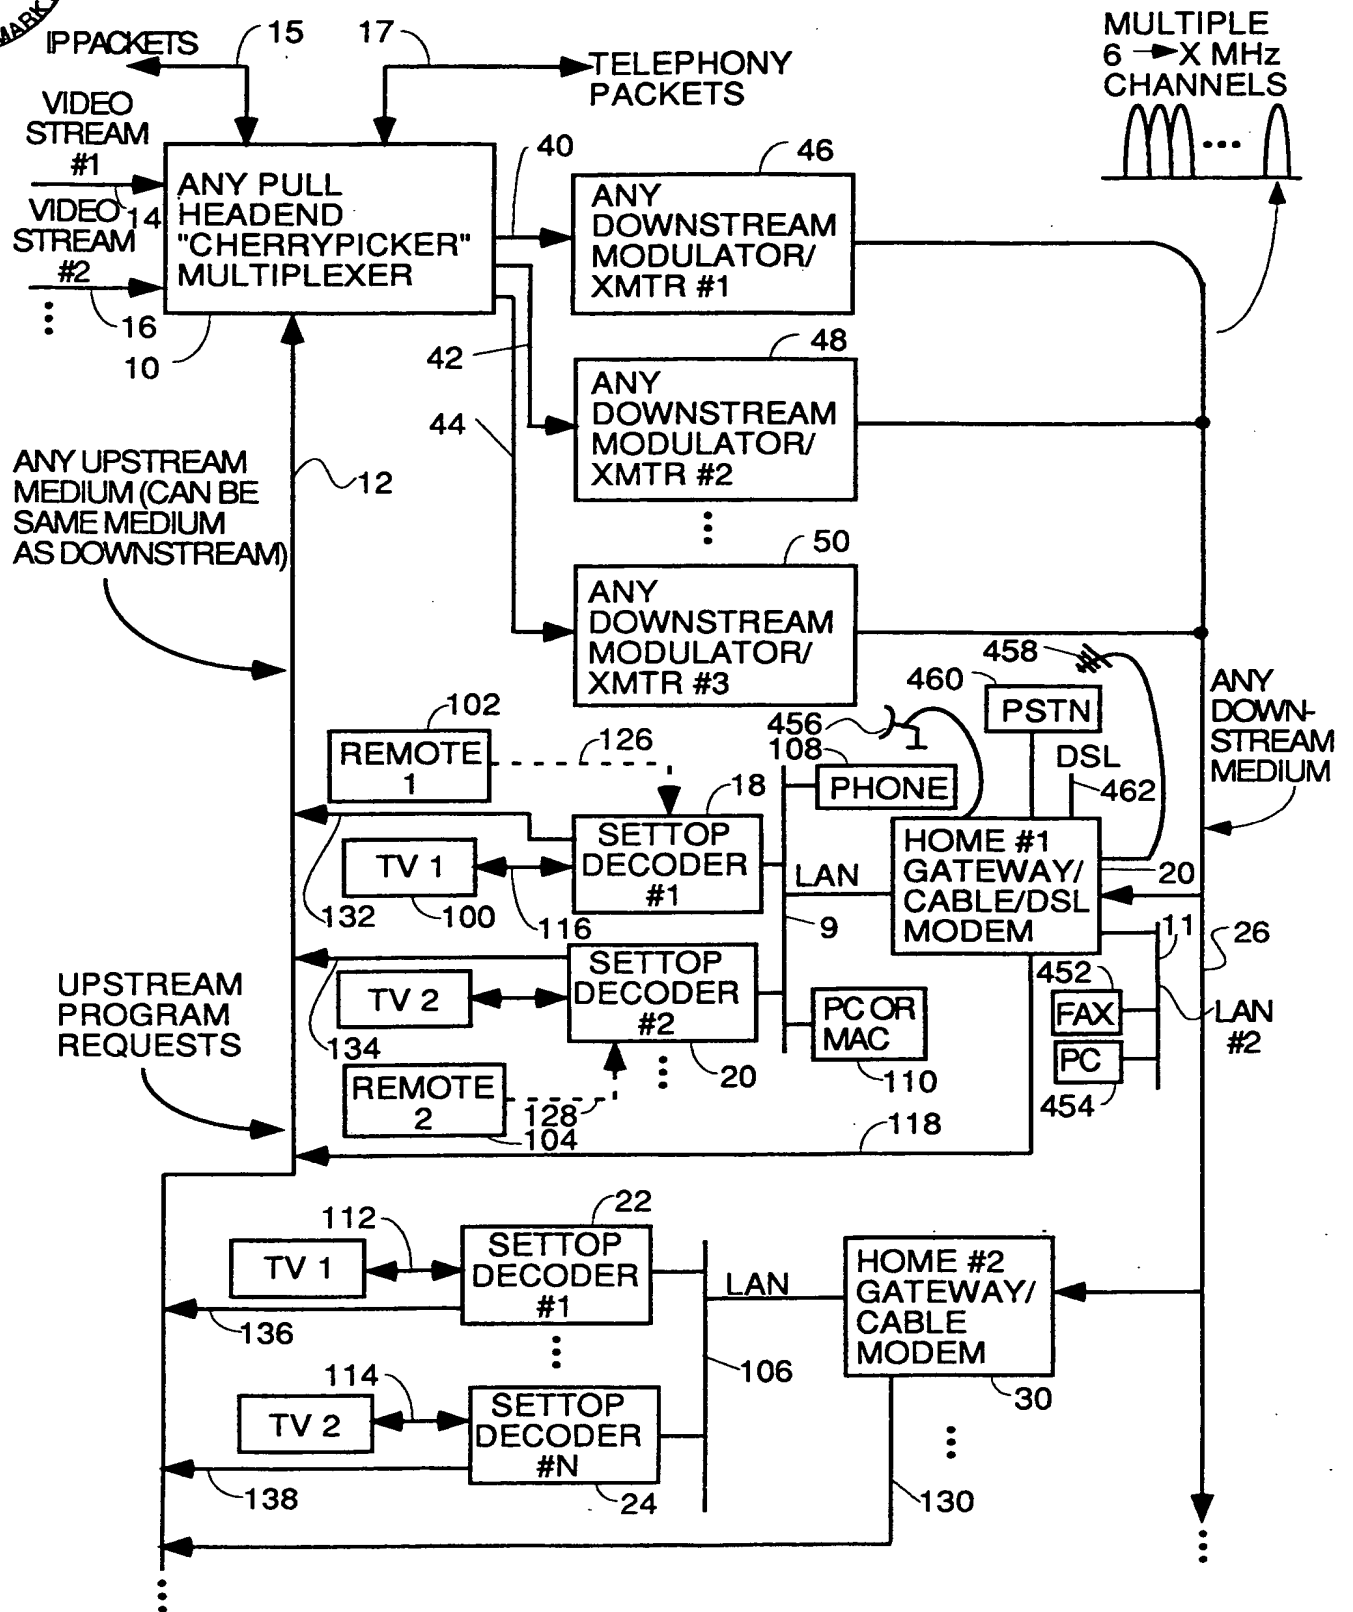 MARK
IP PACKETS
15
17
TELEPHONY
PACKETS
MULTIPLE
6 → X MHz
CHANNELS
VIDEO
STREAM
#1
14
VIDEO
STREAM
#2
16
10
ANY PULL
HEADEND
"CHERRYPICKER"
MULTIPLEXER
40
42
44
46
ANY
DOWNSTREAM
MODULATOR/
XMTR #1
48
ANY
DOWNSTREAM
MODULATOR/
XMTR #2
50
ANY
DOWNSTREAM
MODULATOR/
XMTR #3
ANY UPSTREAM
MEDIUM (CAN BE
SAME MEDIUM
AS DOWNSTREAM)
12
ANY
DOWN-
STREAM
MEDIUM
102
REMOTE
1
126
18
SETTOP
DECODER
#1
TV 1
100
116
132
456
108
PHONE
458
460
PSTN
DSL
462
HOME #1
GATEWAY/
CABLE/DSL
MODEM
20
LAN
9
11
26
SETTOP
DECODER
#2
20
TV 2
134
REMOTE
2
104
128
PC OR
MAC
110
452
FAX
PC
454
LAN
#2
118
UPSTREAM
PROGRAM
REQUESTS
22
SETTOP
DECODER
#1
112
TV 1
136
LAN
106
HOME #2
GATEWAY/
CABLE
MODEM
30
114
TV 2
SETTOP
DECODER
#N
24
138
130